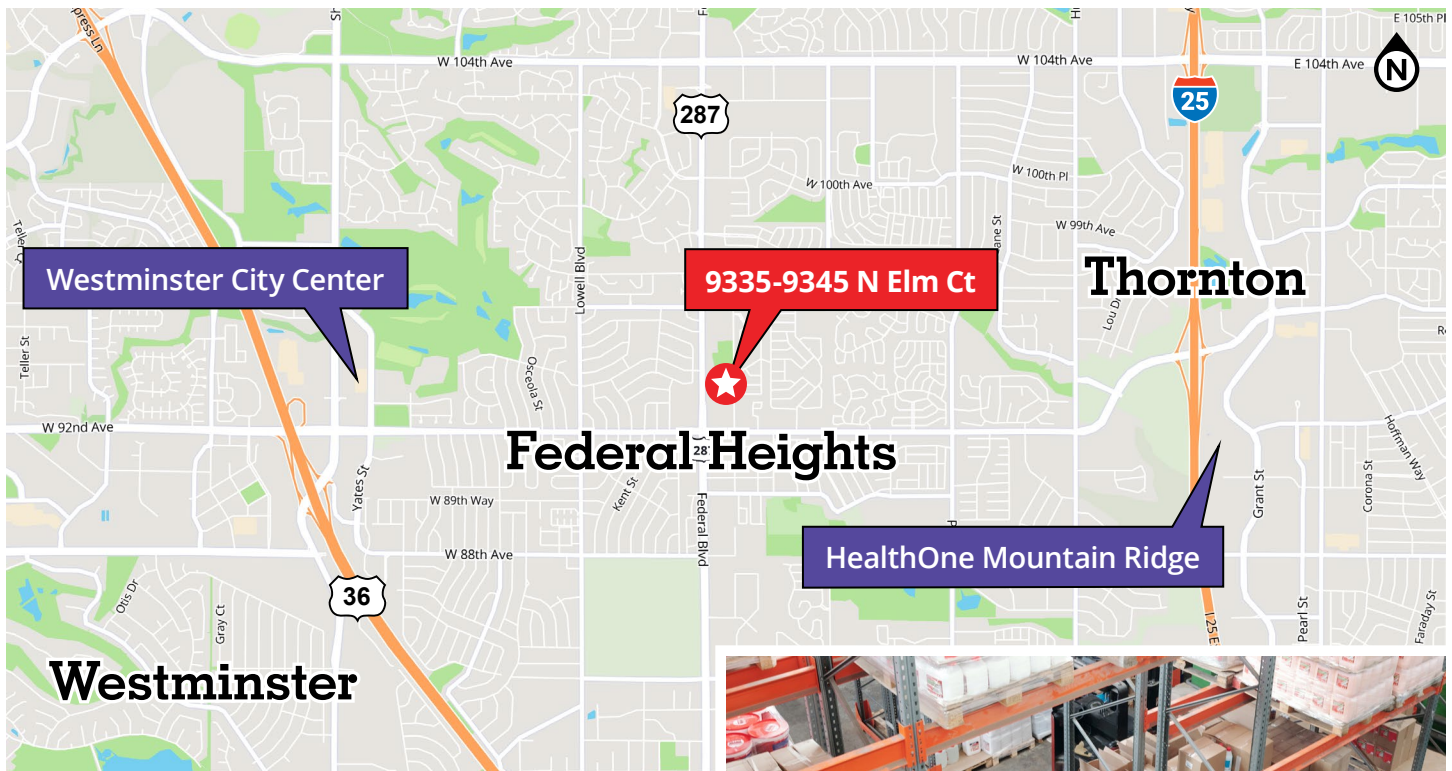 press Ln
E 105th Pl
W 104th Ave
W 104th Ave
E 104th Ave
N
25
287
W 100th Ave
W 100th Pl
W 99th Ave
Lowell Blvd
Westminster City Center
9335-9345 N Elm Ct
Thornton
Lou Dr
Teller St
Osceola St
W 92nd Ave
Federal Heights
Hoffman Way
Yates St
W 89th Way
Kent St
Federal Blvd
Grant St
Corona St
W 88th Ave
HealthOne Mountain Ridge
36
Otis Dr
Gray Ct
I 25 E
Pearl St
Faraday St
Westminster